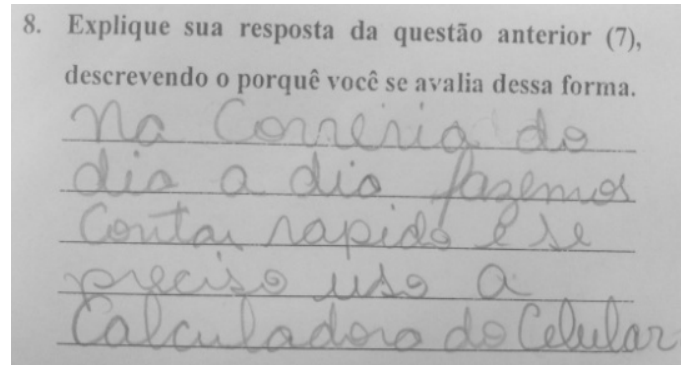 8. Explique sua resposta da questão anterior (7),
descrevendo o porquê você se avalia dessa forma.
Na Correria do
dia a dia fazemos
Contas rapido e se
preciso uso a
Calculadora do Celular